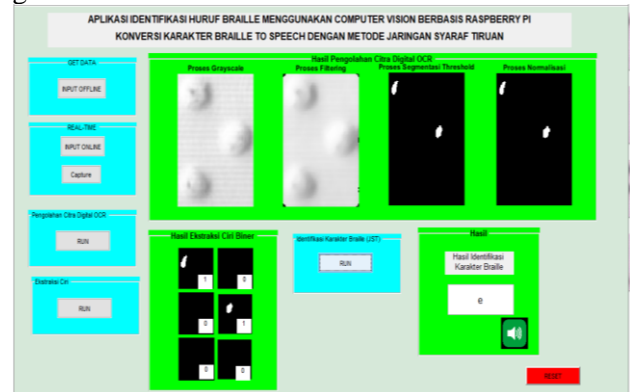 APLIKASI IDENTIFIKASI HURUF BRAILLE MENGGUNAKAN COMPUTER VISION BERBASIS RASPBERRY PI
KONVERSI KARAKTER BRAILLE TO SPEECH DENGAN METODE JARINGAN SYARAF TIRUAN
GET DATA
INPUT OFFLINE
REAL-TIME
INPUT ONLINE
Capture
Pengolahan Citra Digital OCR
RUN
Ekstraksi Ciri
RUN
Hasil Pengolahan Citra Digital OCR
Proses Grayscale Proses Filtering Proses Segmentasi Threshold Proses Normalisasi
Hasil Ekstraksi Ciri Biner
1 0
0 1
0 0
Identifikasi Karakter Braille (JST)
RUN
Hasil
Hasil Identifikasi
Karakter Braille
e
RESET